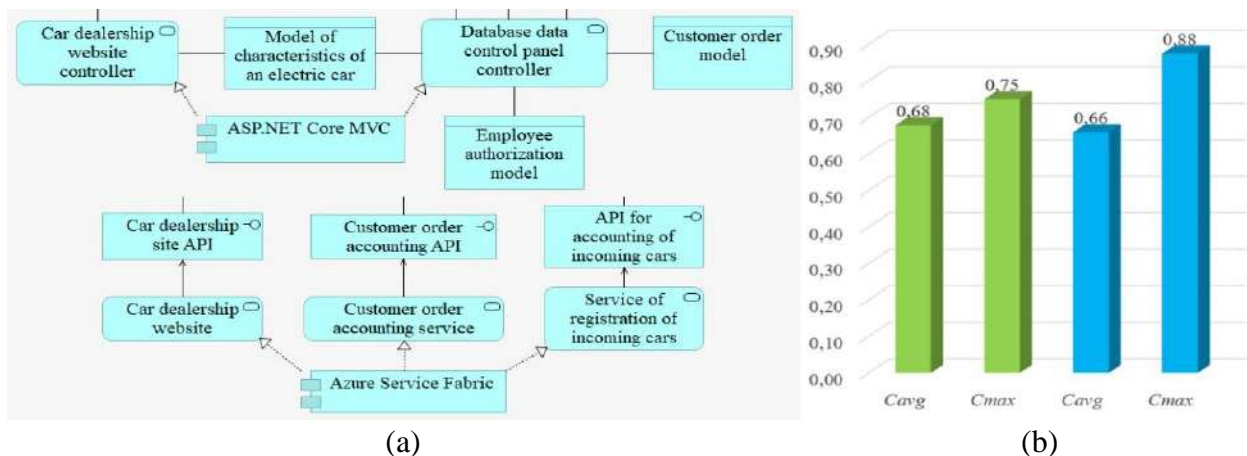 Car dealership
website
controller
Model of
characteristics of
an electric car
Database data
control panel
controller
Customer order
model
ASP.NET Core MVC
Employee
authorization
model
Car dealership
site API
Customer order
accounting API
API for
accounting of
incoming cars
Car dealership
website
Customer order
accounting service
Service of
registration of
incoming cars
Azure Service Fabric
(a)
0,90
0,80
0,70
0,60
0,50
0,40
0,30
0,20
0,10
0,00
0,68
0,75
0,66
0,88
Cavg Cmax Cavg Cmax
(b)